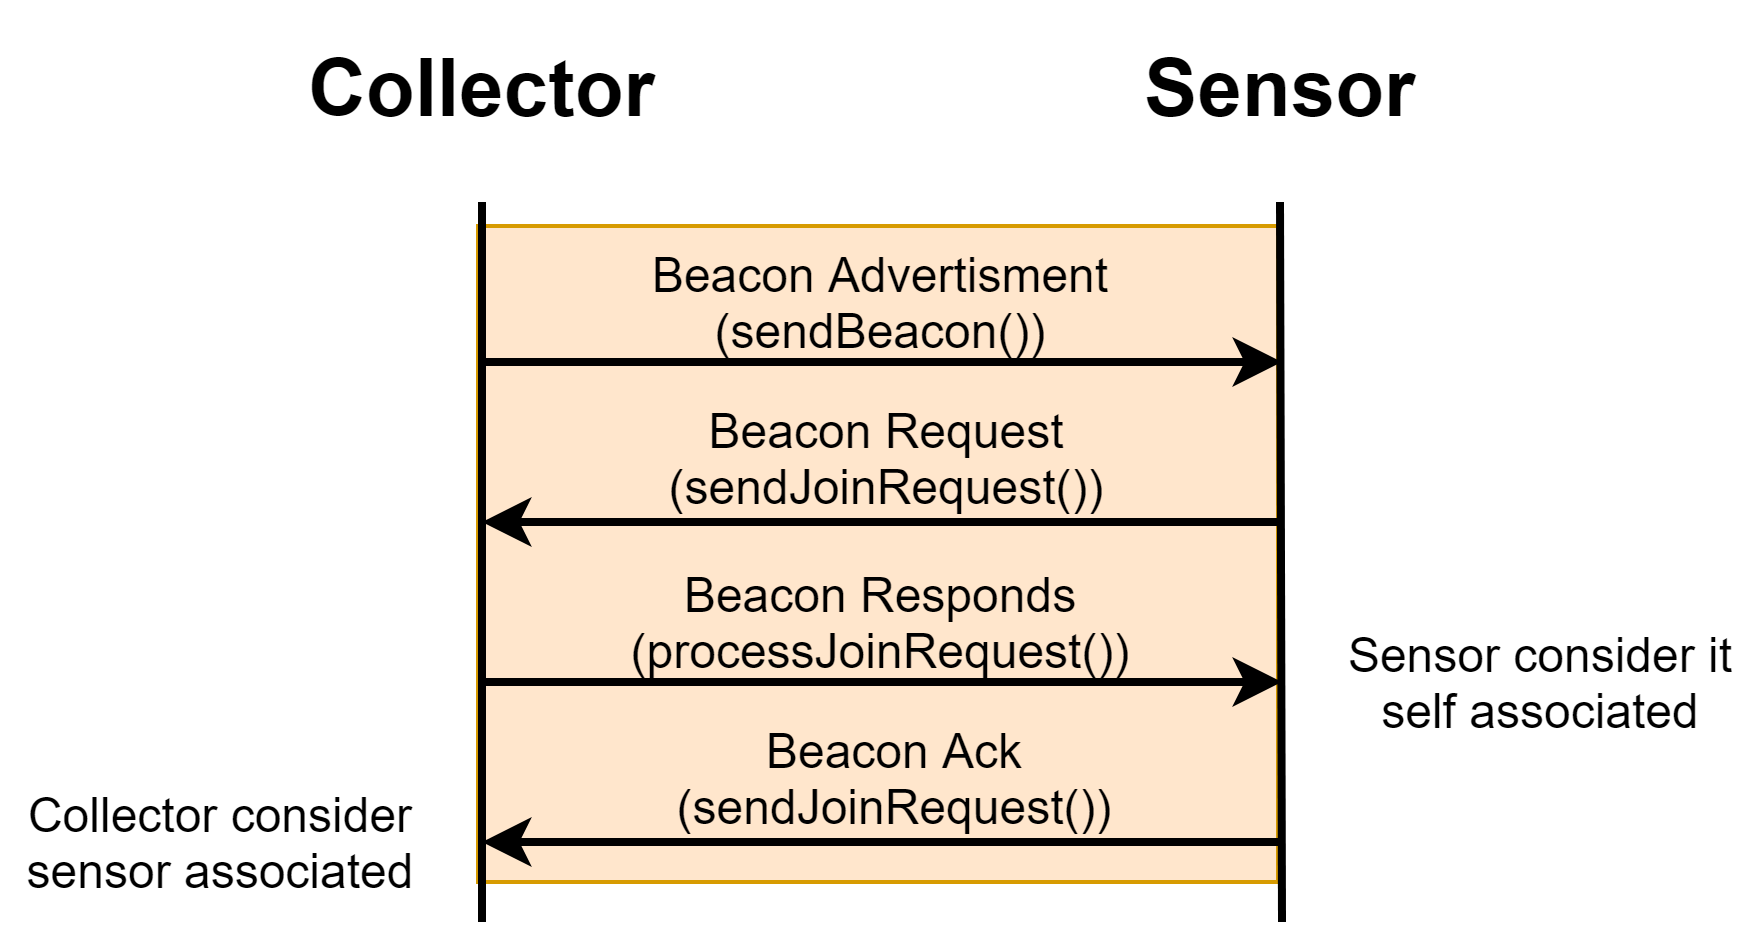 Collector
Sensor
Beacon Advertisment
(sendBeacon())
Beacon Request
(sendJoinRequest())
Beacon Responds
(processJoinRequest())
Sensor consider it
self associated
Beacon Ack
(sendJoinRequest())
Collector consider
sensor associated